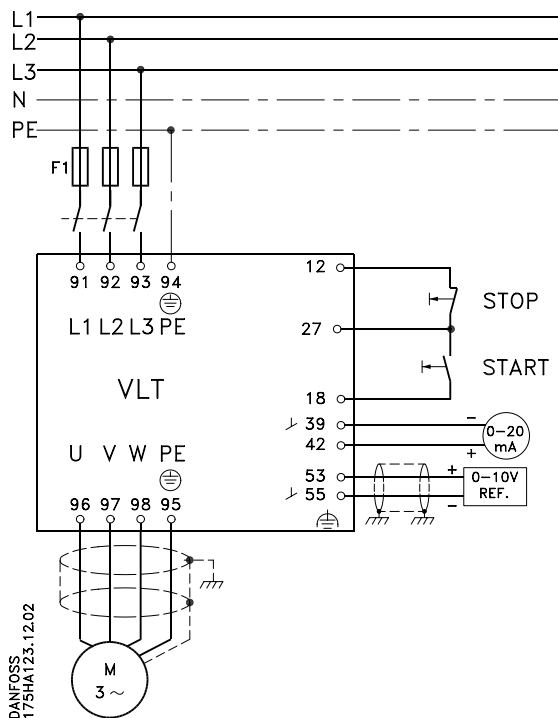 L1
L2
L3
N
PE
F1
91 92 93 94
L1 L2 L3 PE
VLT
U V W PE
96 97 98 95
12
STOP
27
START
18
39
−
0−20
mA
42
+
53
+
0−10V
REF.
55
−
M
3 ~
DANFOSS
175HA123.12.02